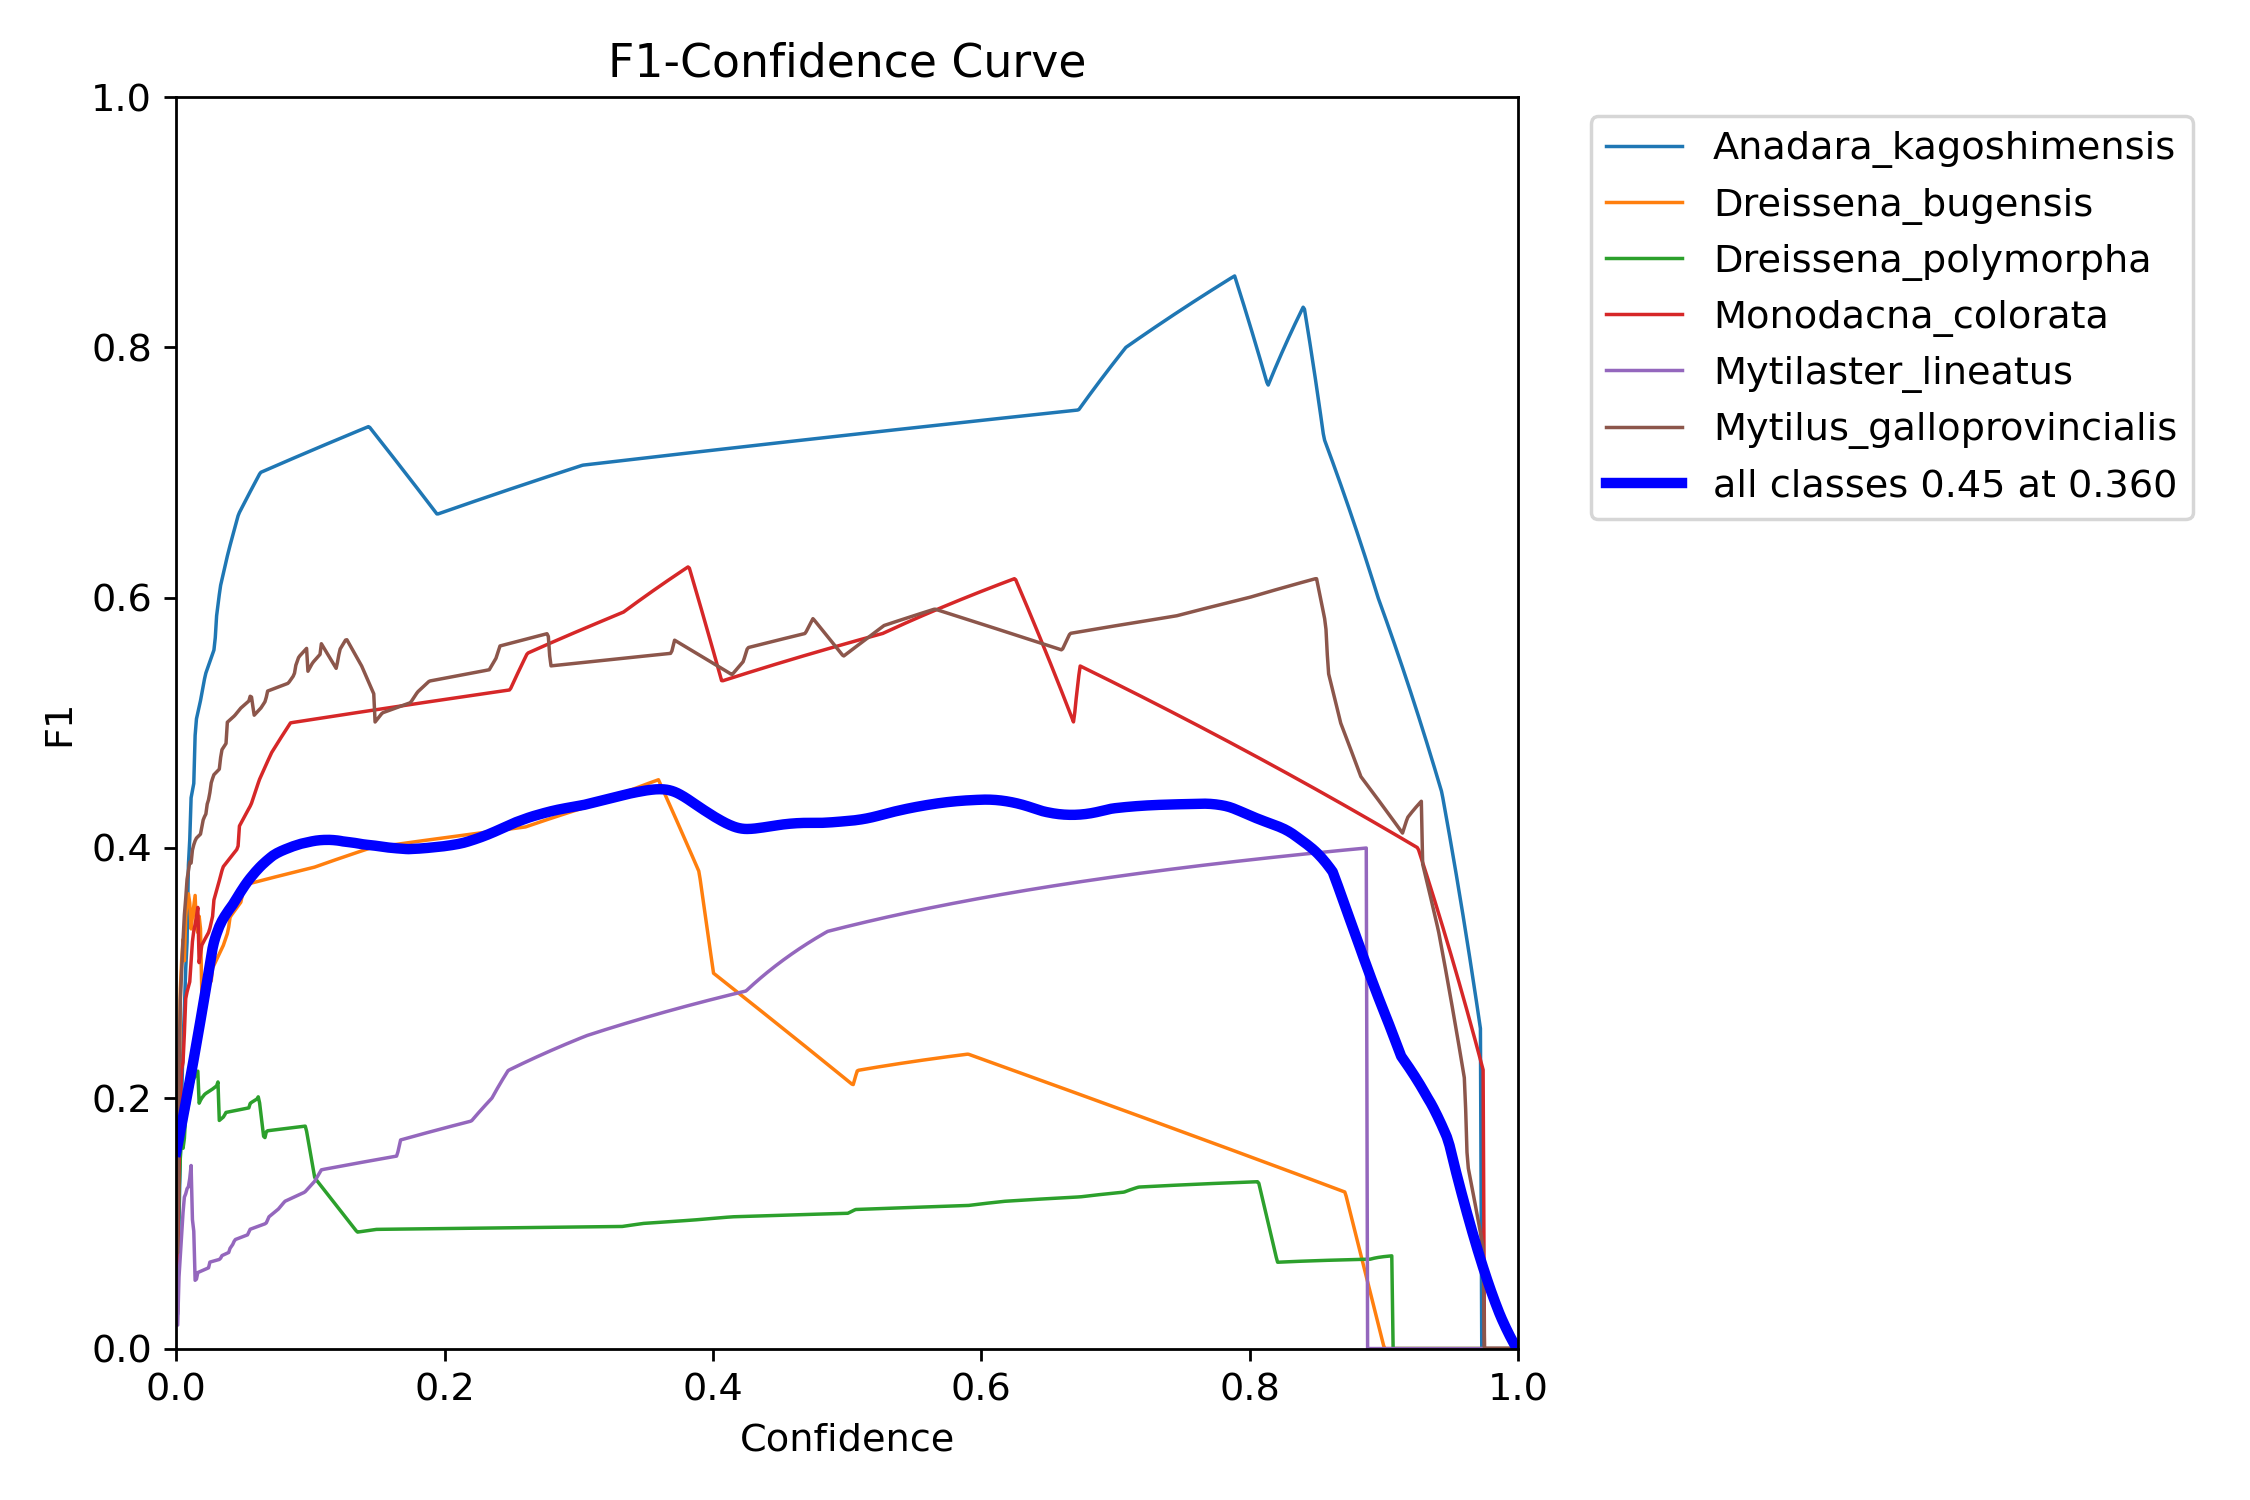 F1-Confidence Curve
1.0
0.8
0.6
0.4
0.2
0.0
F1
0.0 0.2 0.4 0.6 0.8 1.0
Confidence
Anadara_kagoshimensis
Dreissena_bugensis
Dreissena_polymorpha
Monodacna_colorata
Mytilaster_lineatus
Mytilus_galloprovincialis
all classes 0.45 at 0.360